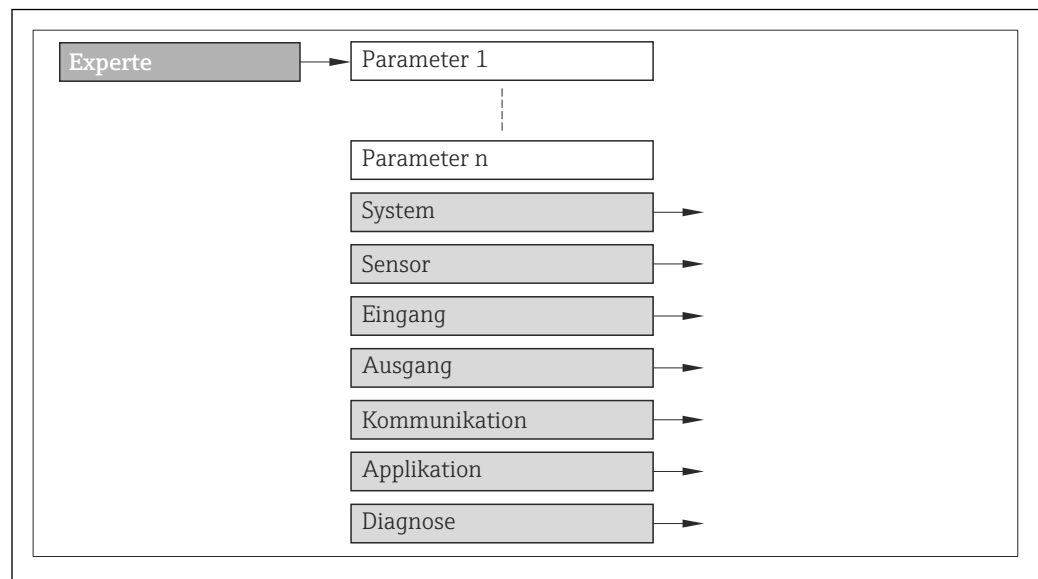 Experte
Parameter 1
Parameter n
System
Sensor
Eingang
Ausgang
Kommunikation
Applikation
Diagnose